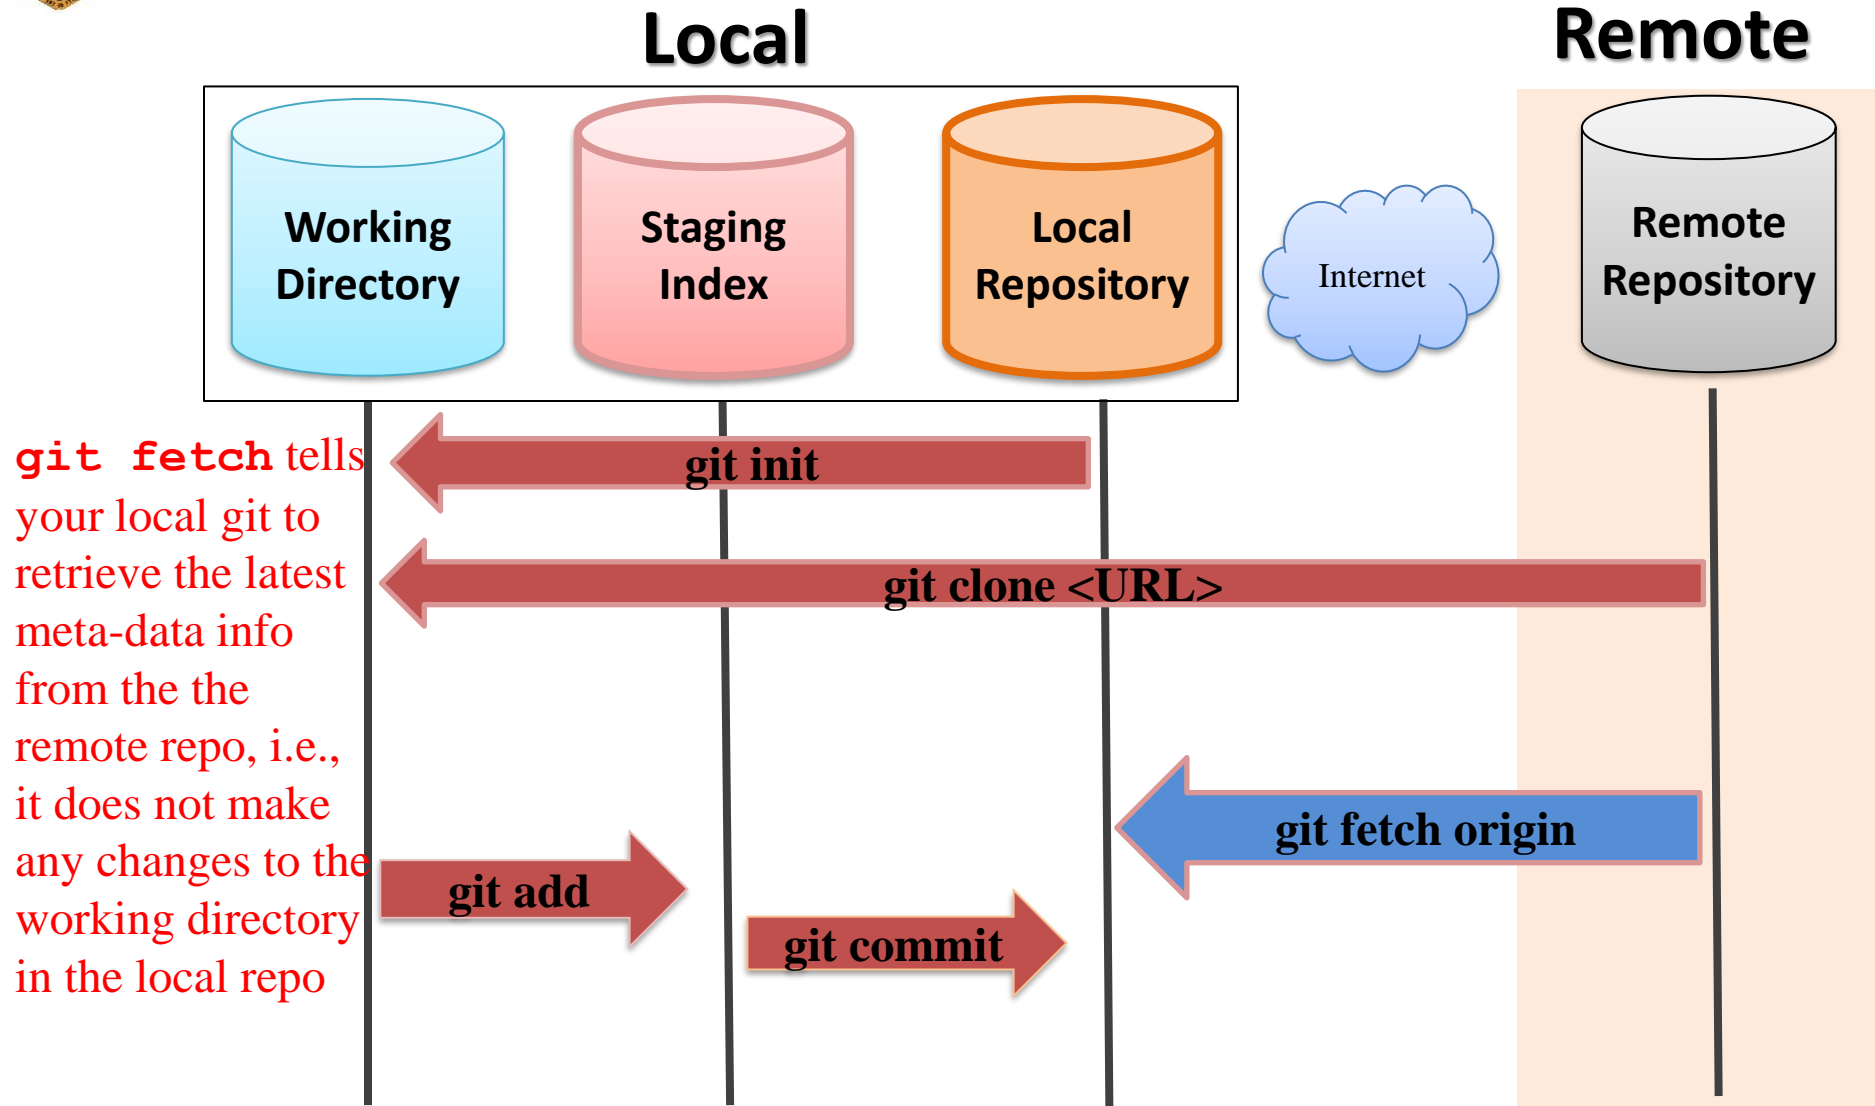 Local
Remote
Working
Directory
Staging
Index
Local
Repository
Internet
Remote
Repository
git init
git clone <URL>
git fetch origin
git add
git commit
git fetch tells
your local git to
retrieve the latest
meta-data info
from the the
remote repo, i.e.,
it does not make
any changes to the
working directory
in the local repo